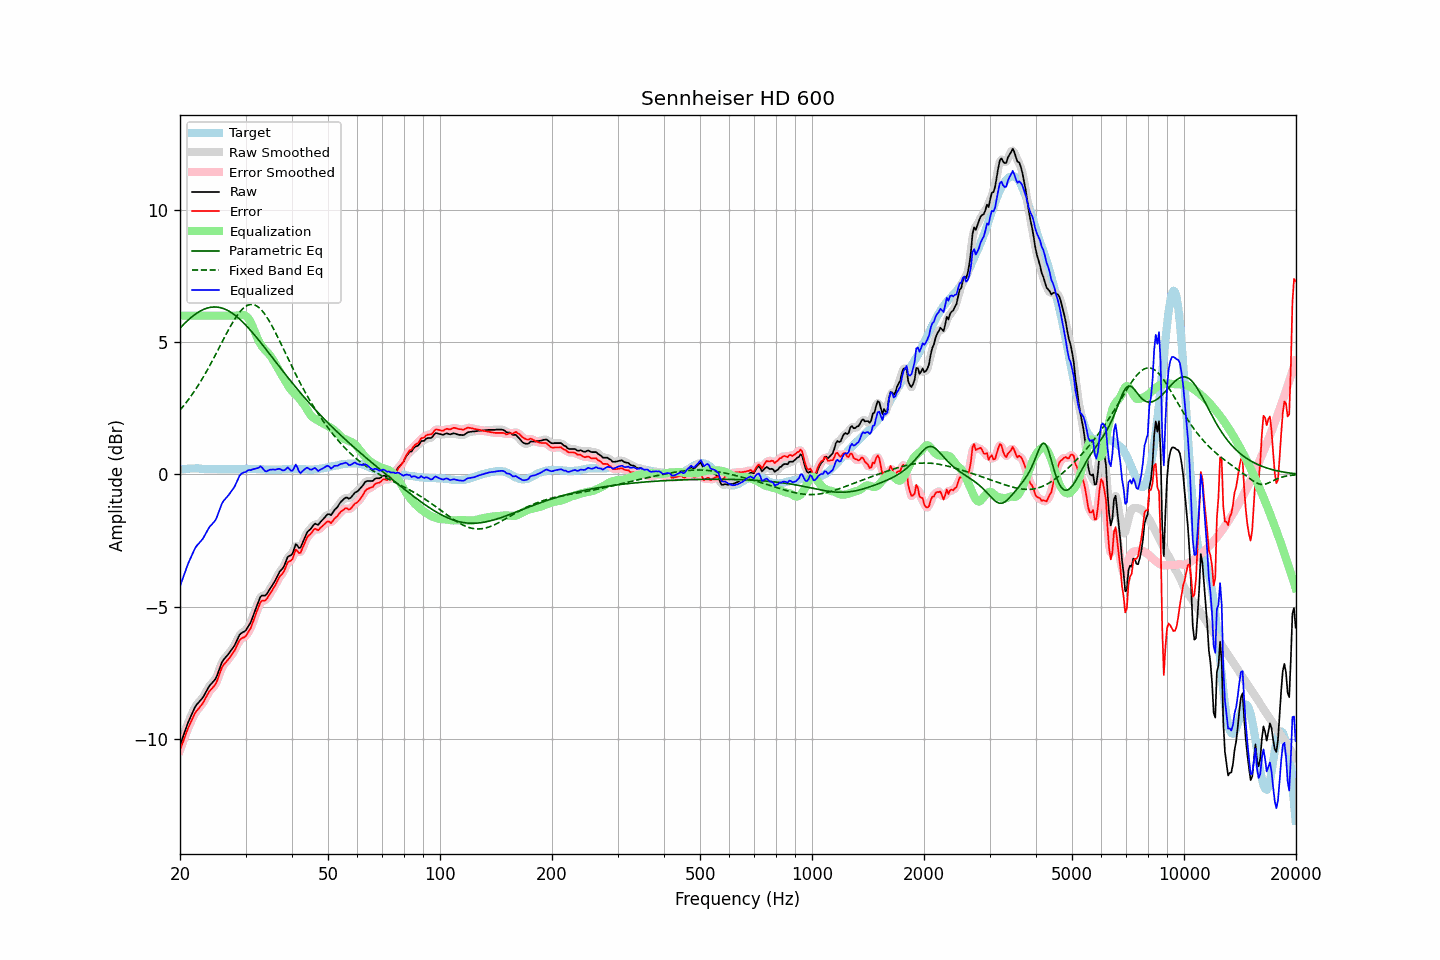 Sennheiser HD 600
Target
Raw Smoothed
Error Smoothed
Raw
Error
Equalization
Parametric Eq
Fixed Band Eq
Equalized
10
5
0
−5
−10
Amplitude (dBr)
20 50 100 200 500 1000 2000 5000 10000 20000
Frequency (Hz)